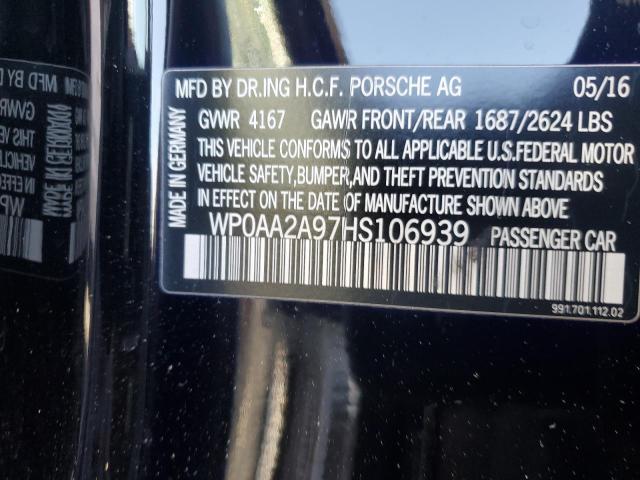 MFD BY DR.ING H.C.F. PORSCHE AG 05/16
GVWR 4167 GAWR FRONT/REAR 1687/2624 LBS
THIS VEHICLE CONFORMS TO ALL APPLICABLE U.S.FEDERAL MOTOR
VEHICLE SAFETY,BUMPER,AND THEFT PREVENTION STANDARDS
IN EFFECT ON THE DATE OF MANUFACTURE SHOWN ABOVE
WP0AA2A97HS106939 PASSENGER CAR
MADE IN GERMANY
991.701.112.02